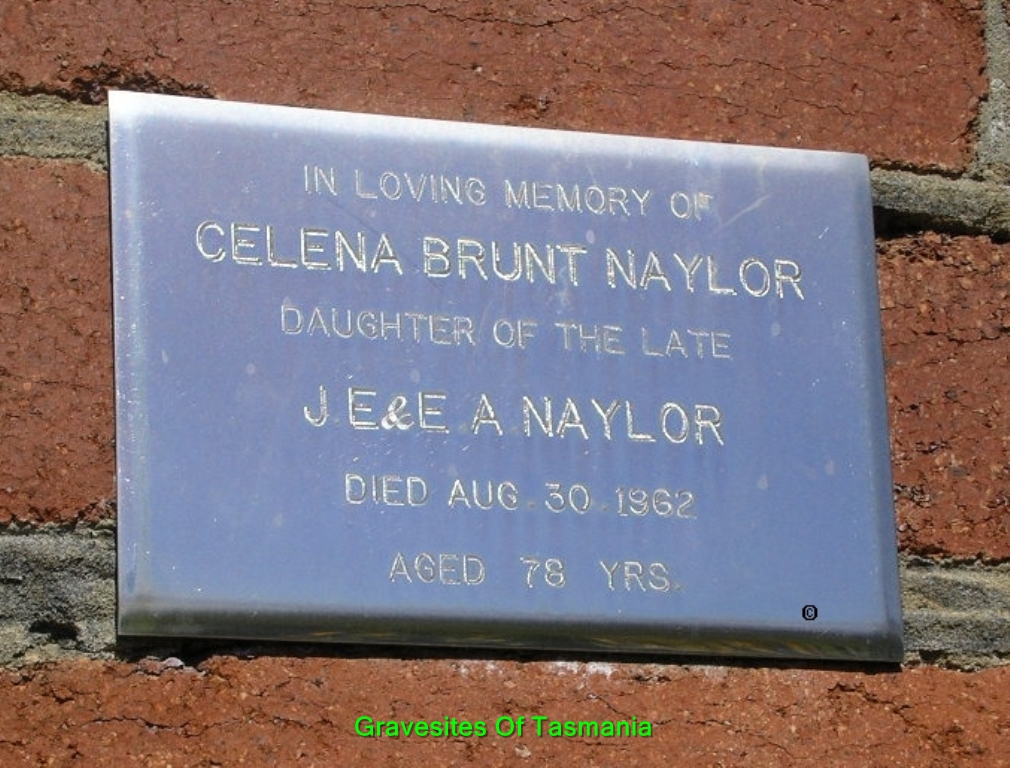 IN LOVING MEMORY OF
CELENA BRUNT NAYLOR
DAUGHTER OF THE LATE
J. E & E. A. NAYLOR
DIED AUG. 30. 1962
AGED 78 YRS.
©
Gravesites Of Tasmania